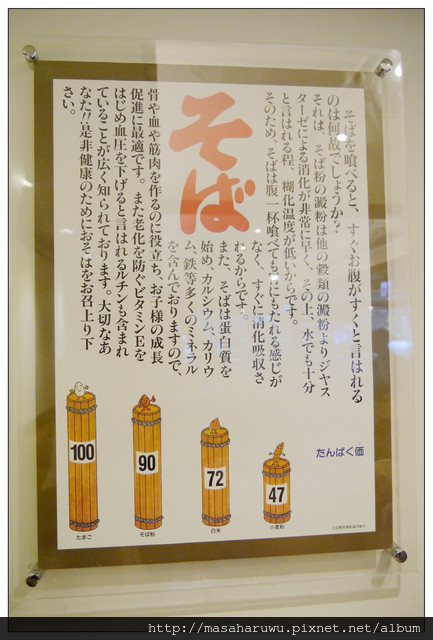 そばを喰べると、すぐお腹がすくと言はれる
のは何故でしょうか?
それは、そば粉の澱粉は他の穀類の澱粉よりジヤス
ターゼによる消化が非常に早く、その上、水でも十分
と言はれる程、糊化温度が低いからです。
そのため、そばは腹一杯喰べても胃にもたれる感じが
なく、すぐに消化吸収さ
れるからです。
また、そばは蛋白質を
始め、カルシウム、カリウ
ム、鉄等多くのミネラル
を含んでおりますので、
骨や血や筋肉を作るのに役立ち、お子様の成長
促進に最適です。また老化を防ぐビタミンEを
はじめ血圧を下げると言はれるルチンも含まれ
ていることが広く知られております。大切なあ
なた!!是非健康のためにおそばをお召上り下
さい。
そば
たんぱく価
100
90
72
47
たまご
そば粉
白米
小麦粉
http://masaharuwu.pixnet.net/album